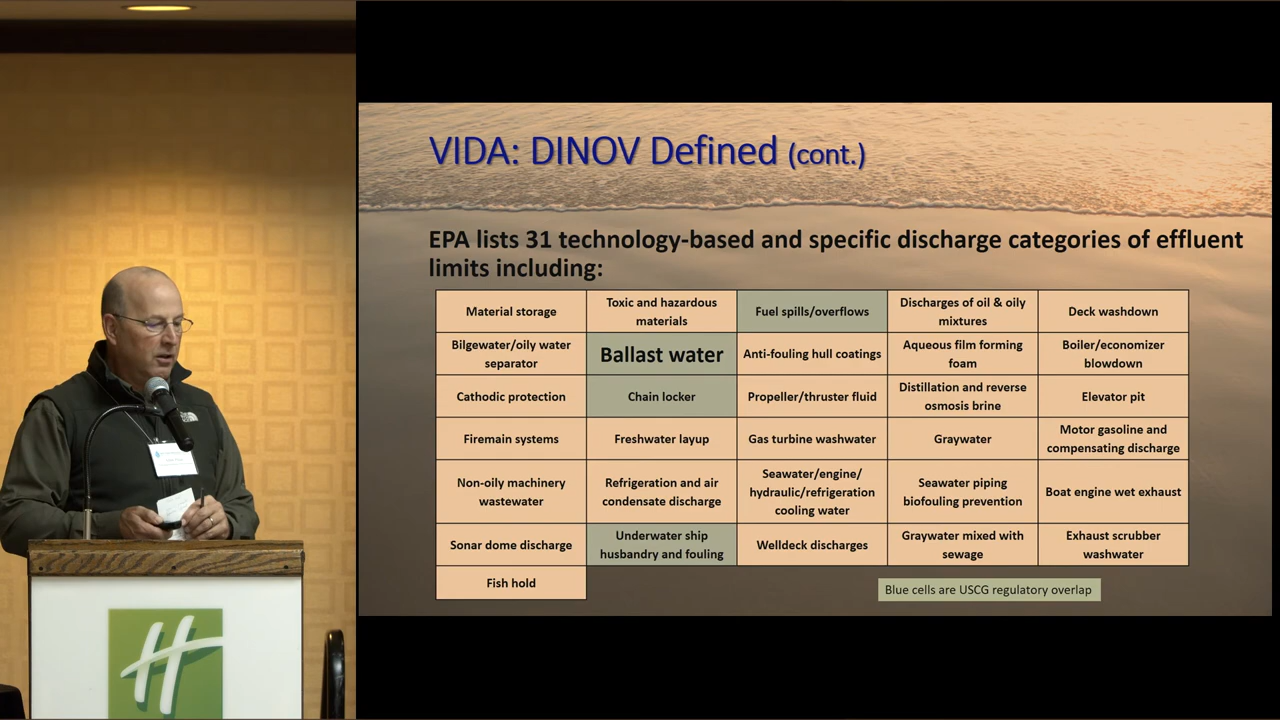 VIDA: DINOV Defined (cont.)
EPA lists 31 technology-based and specific discharge categories of effluent
limits including:
Material storage
Toxic and hazardous
materials
Fuel spills/overflows
Discharges of oil & oily
mixtures
Deck washdown
Bilgewater/oily water
separator
Ballast water
Anti-fouling hull coatings
Aqueous film forming
foam
Boiler/economizer
blowdown
Cathodic protection
Chain locker
Propeller/thruster fluid
Distillation and reverse
osmosis brine
Elevator pit
Firemain systems
Freshwater layup
Gas turbine washwater
Graywater
Motor gasoline and
compensating discharge
Non-oily machinery
wastewater
Refrigeration and air
condensate discharge
Seawater/engine/
hydraulic/refrigeration
cooling water
Seawater piping
biofouling prevention
Boat engine wet exhaust
Sonar dome discharge
Underwater ship
husbandry and fouling
Welldeck discharges
Graywater mixed with
sewage
Exhaust scrubber
washwater
Fish hold
Blue cells are USCG regulatory overlap
H